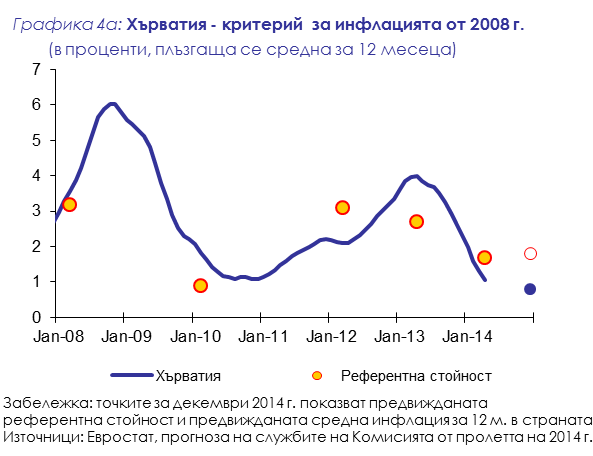 Графика 4а: Хърватия - критерий за инфлацията от 2008 г.
(в проценти, плъзгаща се средна за 12 месеца)
7
6
5
4
3
2
1
0
Jan-08 Jan-09 Jan-10 Jan-11 Jan-12 Jan-13 Jan-14
Хърватия Референтна стойност
Забележка: точките за декември 2014 г. показват предвижданата
референтна стойност и предвижданата средна инфлация за 12 м. в страната
Източници: Евростат, прогноза на службите на Комисията от пролетта на 2014 г.